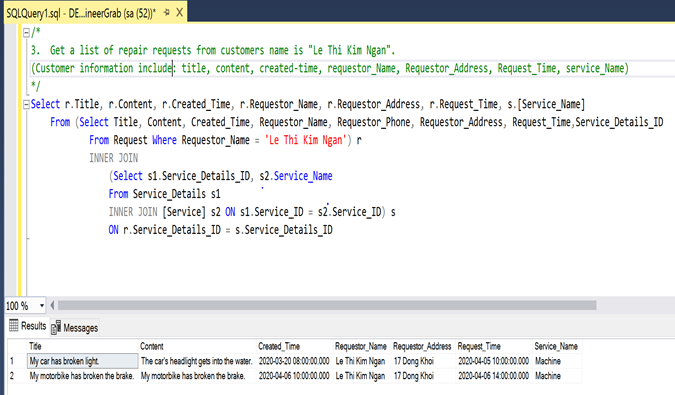 SQLQuery1.sql - DE...ineerGrab (sa (52))* X
/*
3. Get a list of repair requests from customers name is "Le Thi Kim Ngan".
(Customer information include: title, content, created-time, requestor_Name, Requestor_Address, Request_Time, service_Name)
*/
Select r.Title, r.Content, r.Created_Time, r.Requestor_Name, r.Requestor_Address, r.Request_Time, s.[Service_Name]
From (Select Title, Content, Created_Time, Requestor_Name, Requestor_Phone, Requestor_Address, Request_Time,Service_Details_ID
From Request Where Requestor_Name = 'Le Thi Kim Ngan') r
INNER JOIN
(Select s1.Service_Details_ID, s2.Service_Name
From Service_Details s1
INNER JOIN [Service] s2 ON s1.Service_ID = s2.Service_ID) s
ON r.Service_Details_ID = s.Service_Details_ID
100 %
Results Messages
Title Content Created_Time Requestor_Name Requestor_Address Request_Time Service_Name
1 My car has broken light. The car's headlight gets into the water. 2020-03-20 08:00:00.000 Le Thi Kim Ngan 17 Dong Khoi 2020-04-05 10:00:00.000 Machine
2 My motorbike has broken the brake. My motorbike has broken the brake. 2020-04-06 10:00:00.000 Le Thi Kim Ngan 17 Dong Khoi 2020-04-06 14:00:00.000 Machine